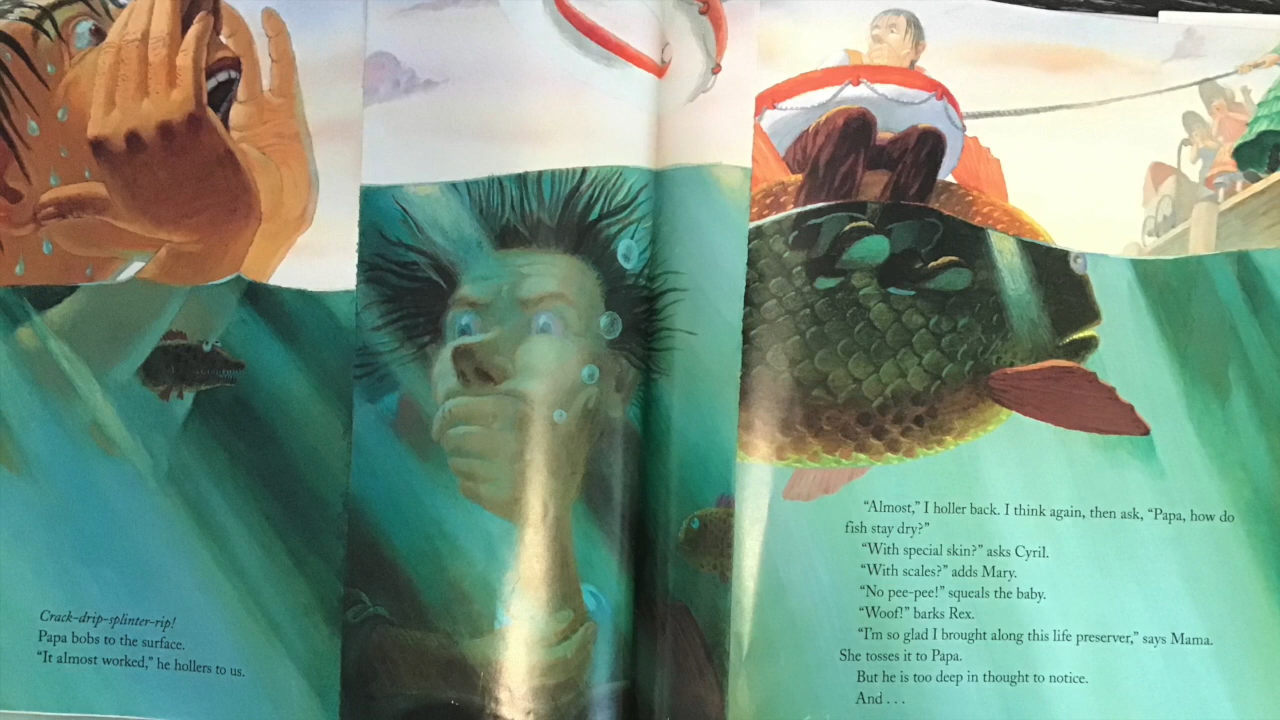 Crack-drip-splinter-rip!
Papa bobs to the surface.
“It almost worked,” he hollers to us.
“Almost,” I holler back. I think again, then ask, “Papa, how do
fish stay dry?”
“With special skin?” asks Cyril.
“With scales?” adds Mary.
“No pee-pee!” squeals the baby.
“Woof!” barks Rex.
“I’m so glad I brought along this life preserver,” says Mama.
She tosses it to Papa.
But he is too deep in thought to notice.
And . . .